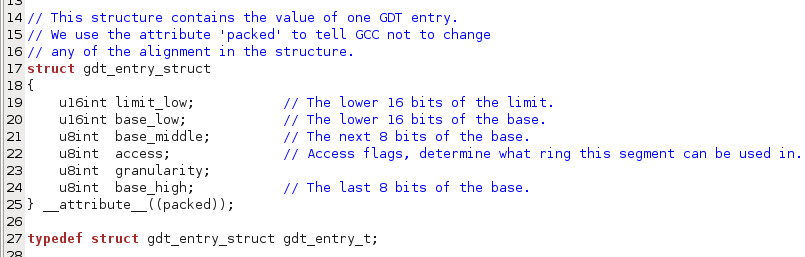 13
14 // This structure contains the value of one GDT entry.
15 // We use the attribute 'packed' to tell GCC not to change
16 // any of the alignment in the structure.
17 struct gdt_entry_struct
18 {
19     u16int limit_low;           // The lower 16 bits of the limit.
20     u16int base_low;            // The lower 16 bits of the base.
21     u8int  base_middle;         // The next 8 bits of the base.
22     u8int  access;              // Access flags, determine what ring this segment can be used in.
23     u8int  granularity;
24     u8int  base_high;           // The last 8 bits of the base.
25 } __attribute__((packed));
26
27 typedef struct gdt_entry_struct gdt_entry_t;
28